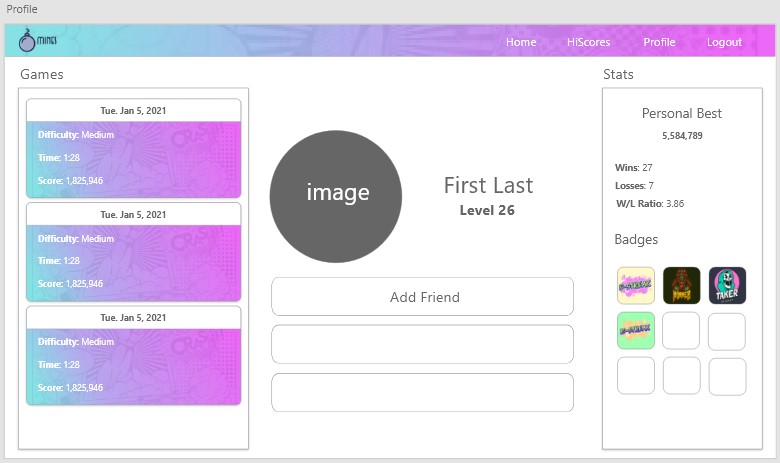 Profile
MINES
Home HiScores Profile Logout
Games
Tue. Jan 5, 2021
Difficulty: Medium
Time: 1:28
Score: 1,825,946
Tue. Jan 5, 2021
Difficulty: Medium
Time: 1:28
Score: 1,825,946
Tue. Jan 5, 2021
Difficulty: Medium
Time: 1:28
Score: 1,825,946
image
First Last
Level 26
Add Friend
Stats
Personal Best
5,584,789
Wins: 27
Losses: 7
W/L Ratio: 3.86
Badges
TAKER